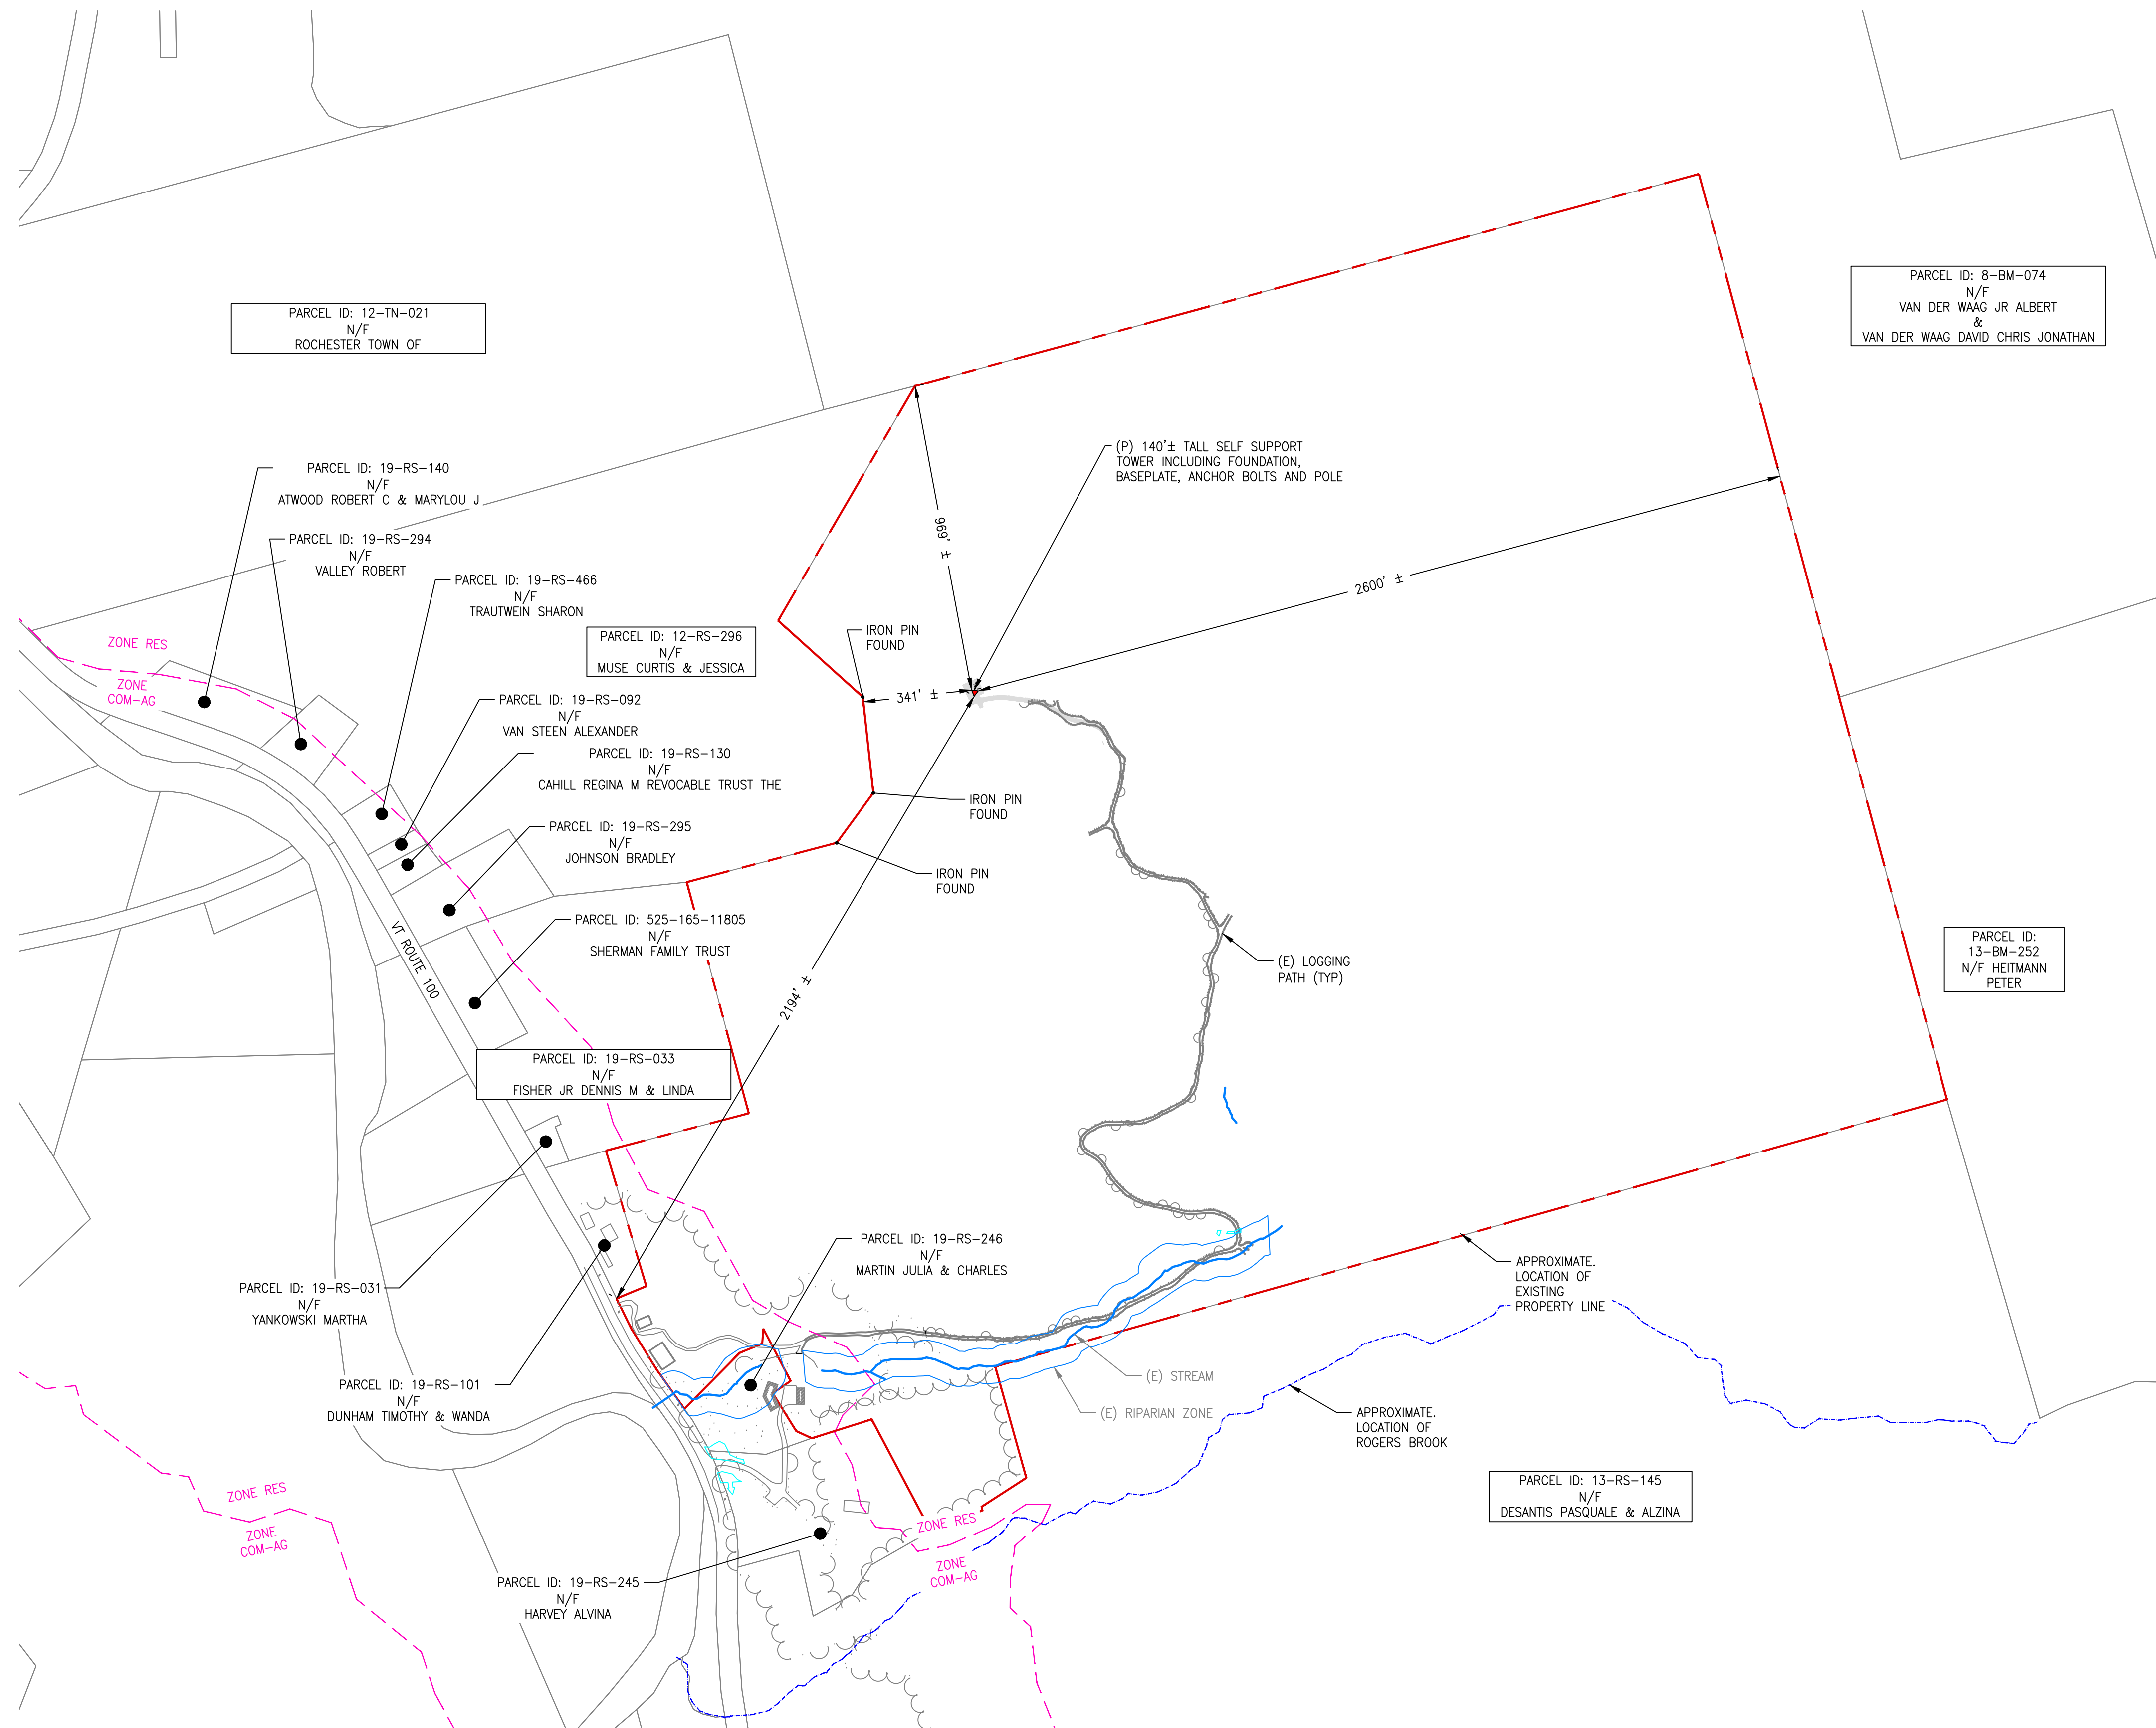 PARCEL ID: 8-BM-074
N/F
VAN DER WAAG JR ALBERT
&
VAN DER WAAG DAVID CHRIS JONATHAN
PARCEL ID: 12-TN-021
N/F
ROCHESTER TOWN OF
(P) 140'± TALL SELF SUPPORT
TOWER INCLUDING FOUNDATION,
BASEPLATE, ANCHOR BOLTS AND POLE
PARCEL ID: 19-RS-140
N/F
ATWOOD ROBERT C & MARYLOU J
969' ±
PARCEL ID: 19-RS-294
N/F
VALLEY ROBERT
2600' ±
PARCEL ID: 19-RS-466
N/F
TRAUTWEIN SHARON
PARCEL ID: 12-RS-296
N/F
MUSE CURTIS & JESSICA
IRON PIN
FOUND
ZONE RES
ZONE
COM-AG
341' ±
PARCEL ID: 19-RS-092
N/F
VAN STEEN ALEXANDER
PARCEL ID: 19-RS-130
N/F
CAHILL REGINA M REVOCABLE TRUST THE
IRON PIN
FOUND
PARCEL ID: 19-RS-295
N/F
JOHNSON BRADLEY
IRON PIN
FOUND
PARCEL ID: 525-165-11805
N/F
SHERMAN FAMILY TRUST
VT ROUTE 100
(E) LOGGING
PATH (TYP)
PARCEL ID:
13-BM-252
N/F HEITMANN
PETER
2194' ±
PARCEL ID: 19-RS-033
N/F
FISHER JR DENNIS M & LINDA
PARCEL ID: 19-RS-246
N/F
MARTIN JULIA & CHARLES
APPROXIMATE.
LOCATION OF
EXISTING
PROPERTY LINE
PARCEL ID: 19-RS-031
N/F
YANKOWSKI MARTHA
(E) STREAM
PARCEL ID: 19-RS-101
N/F
DUNHAM TIMOTHY & WANDA
(E) RIPARIAN ZONE
APPROXIMATE.
LOCATION OF
ROGERS BROOK
PARCEL ID: 13-RS-145
N/F
DESANTIS PASQUALE & ALZINA
ZONE RES
ZONE
COM-AG
ZONE RES
ZONE
COM-AG
PARCEL ID: 19-RS-245
N/F
HARVEY ALVINA